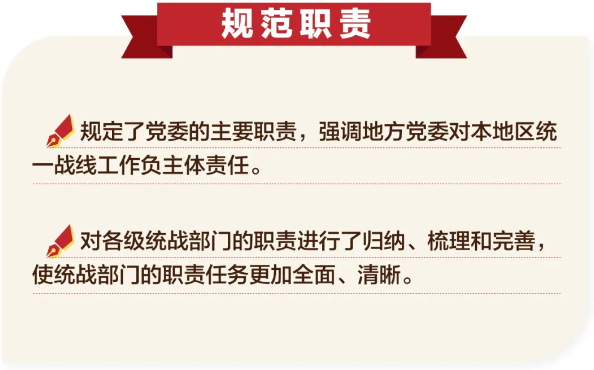 规范职责
规定了党委的主要职责，强调地方党委对本地区统
一战线工作负主体责任。
对各级统战部门的职责进行了归纳、梳理和完善，
使统战部门的职责任务更加全面、清晰。